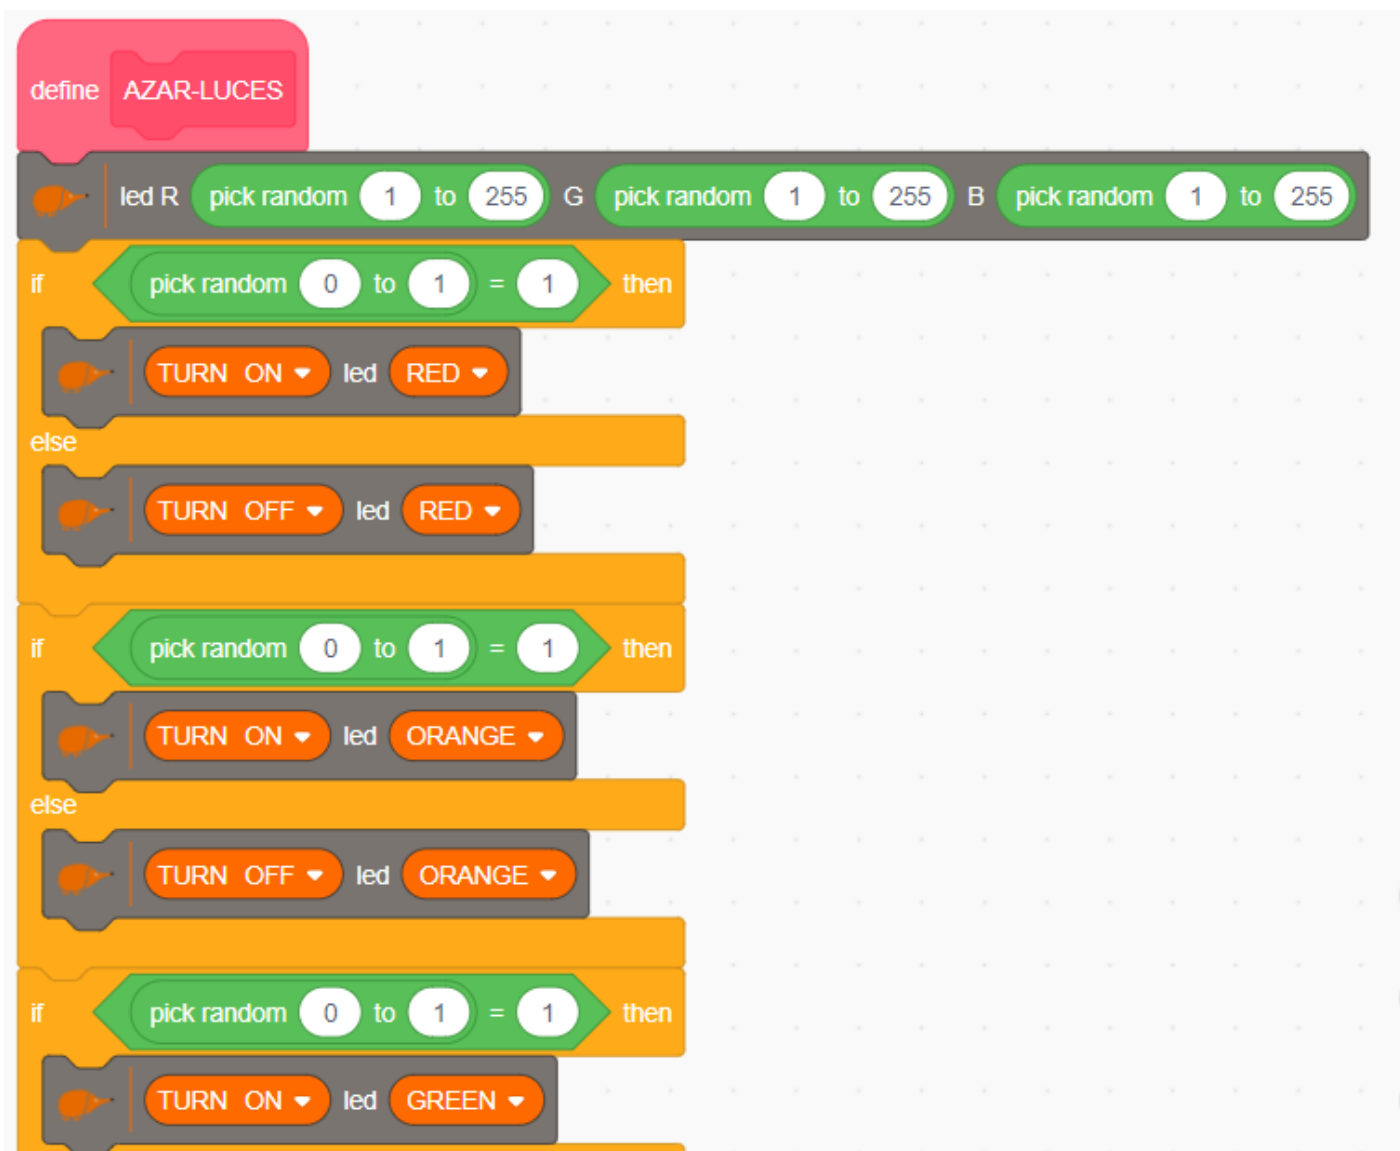 define AZAR-LUCES
led R pick random 1 to 255 G pick random 1 to 255 B pick random 1 to 255
if pick random 0 to 1 = 1 then
TURN ON led RED
else
TURN OFF led RED
if pick random 0 to 1 = 1 then
TURN ON led ORANGE
else
TURN OFF led ORANGE
if pick random 0 to 1 = 1 then
TURN ON led GREEN